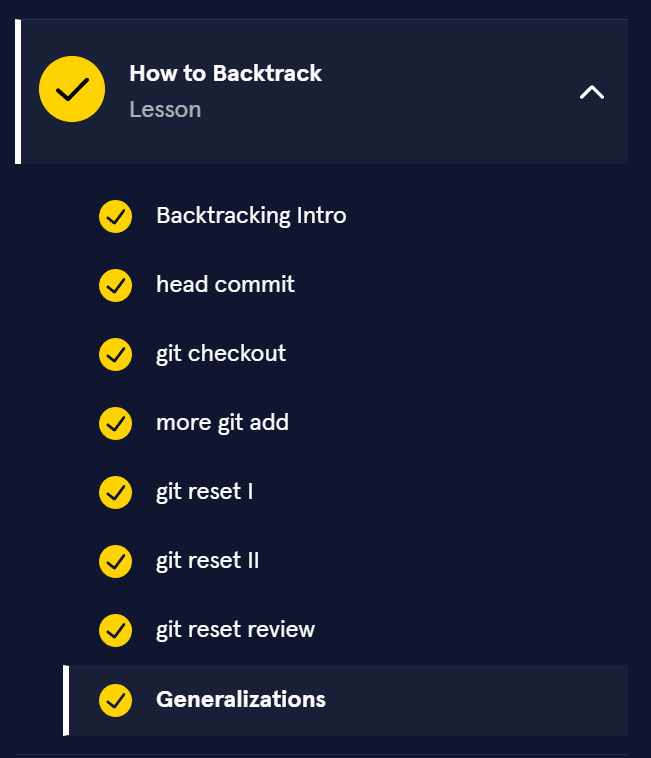 How to Backtrack
Lesson
Backtracking Intro
head commit
git checkout
more git add
git reset I
git reset II
git reset review
Generalizations